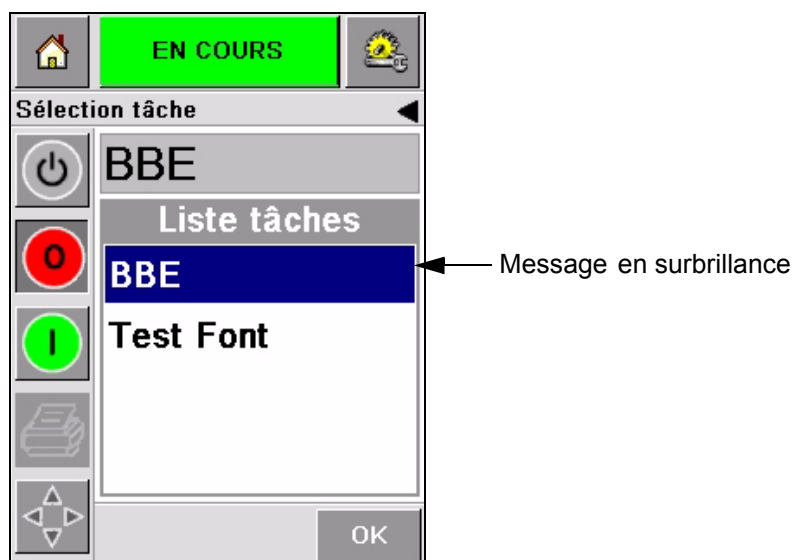 EN COURS
Sélection tâche
BBE
Liste tâches
BBE
Message en surbrillance
Test Font
OK